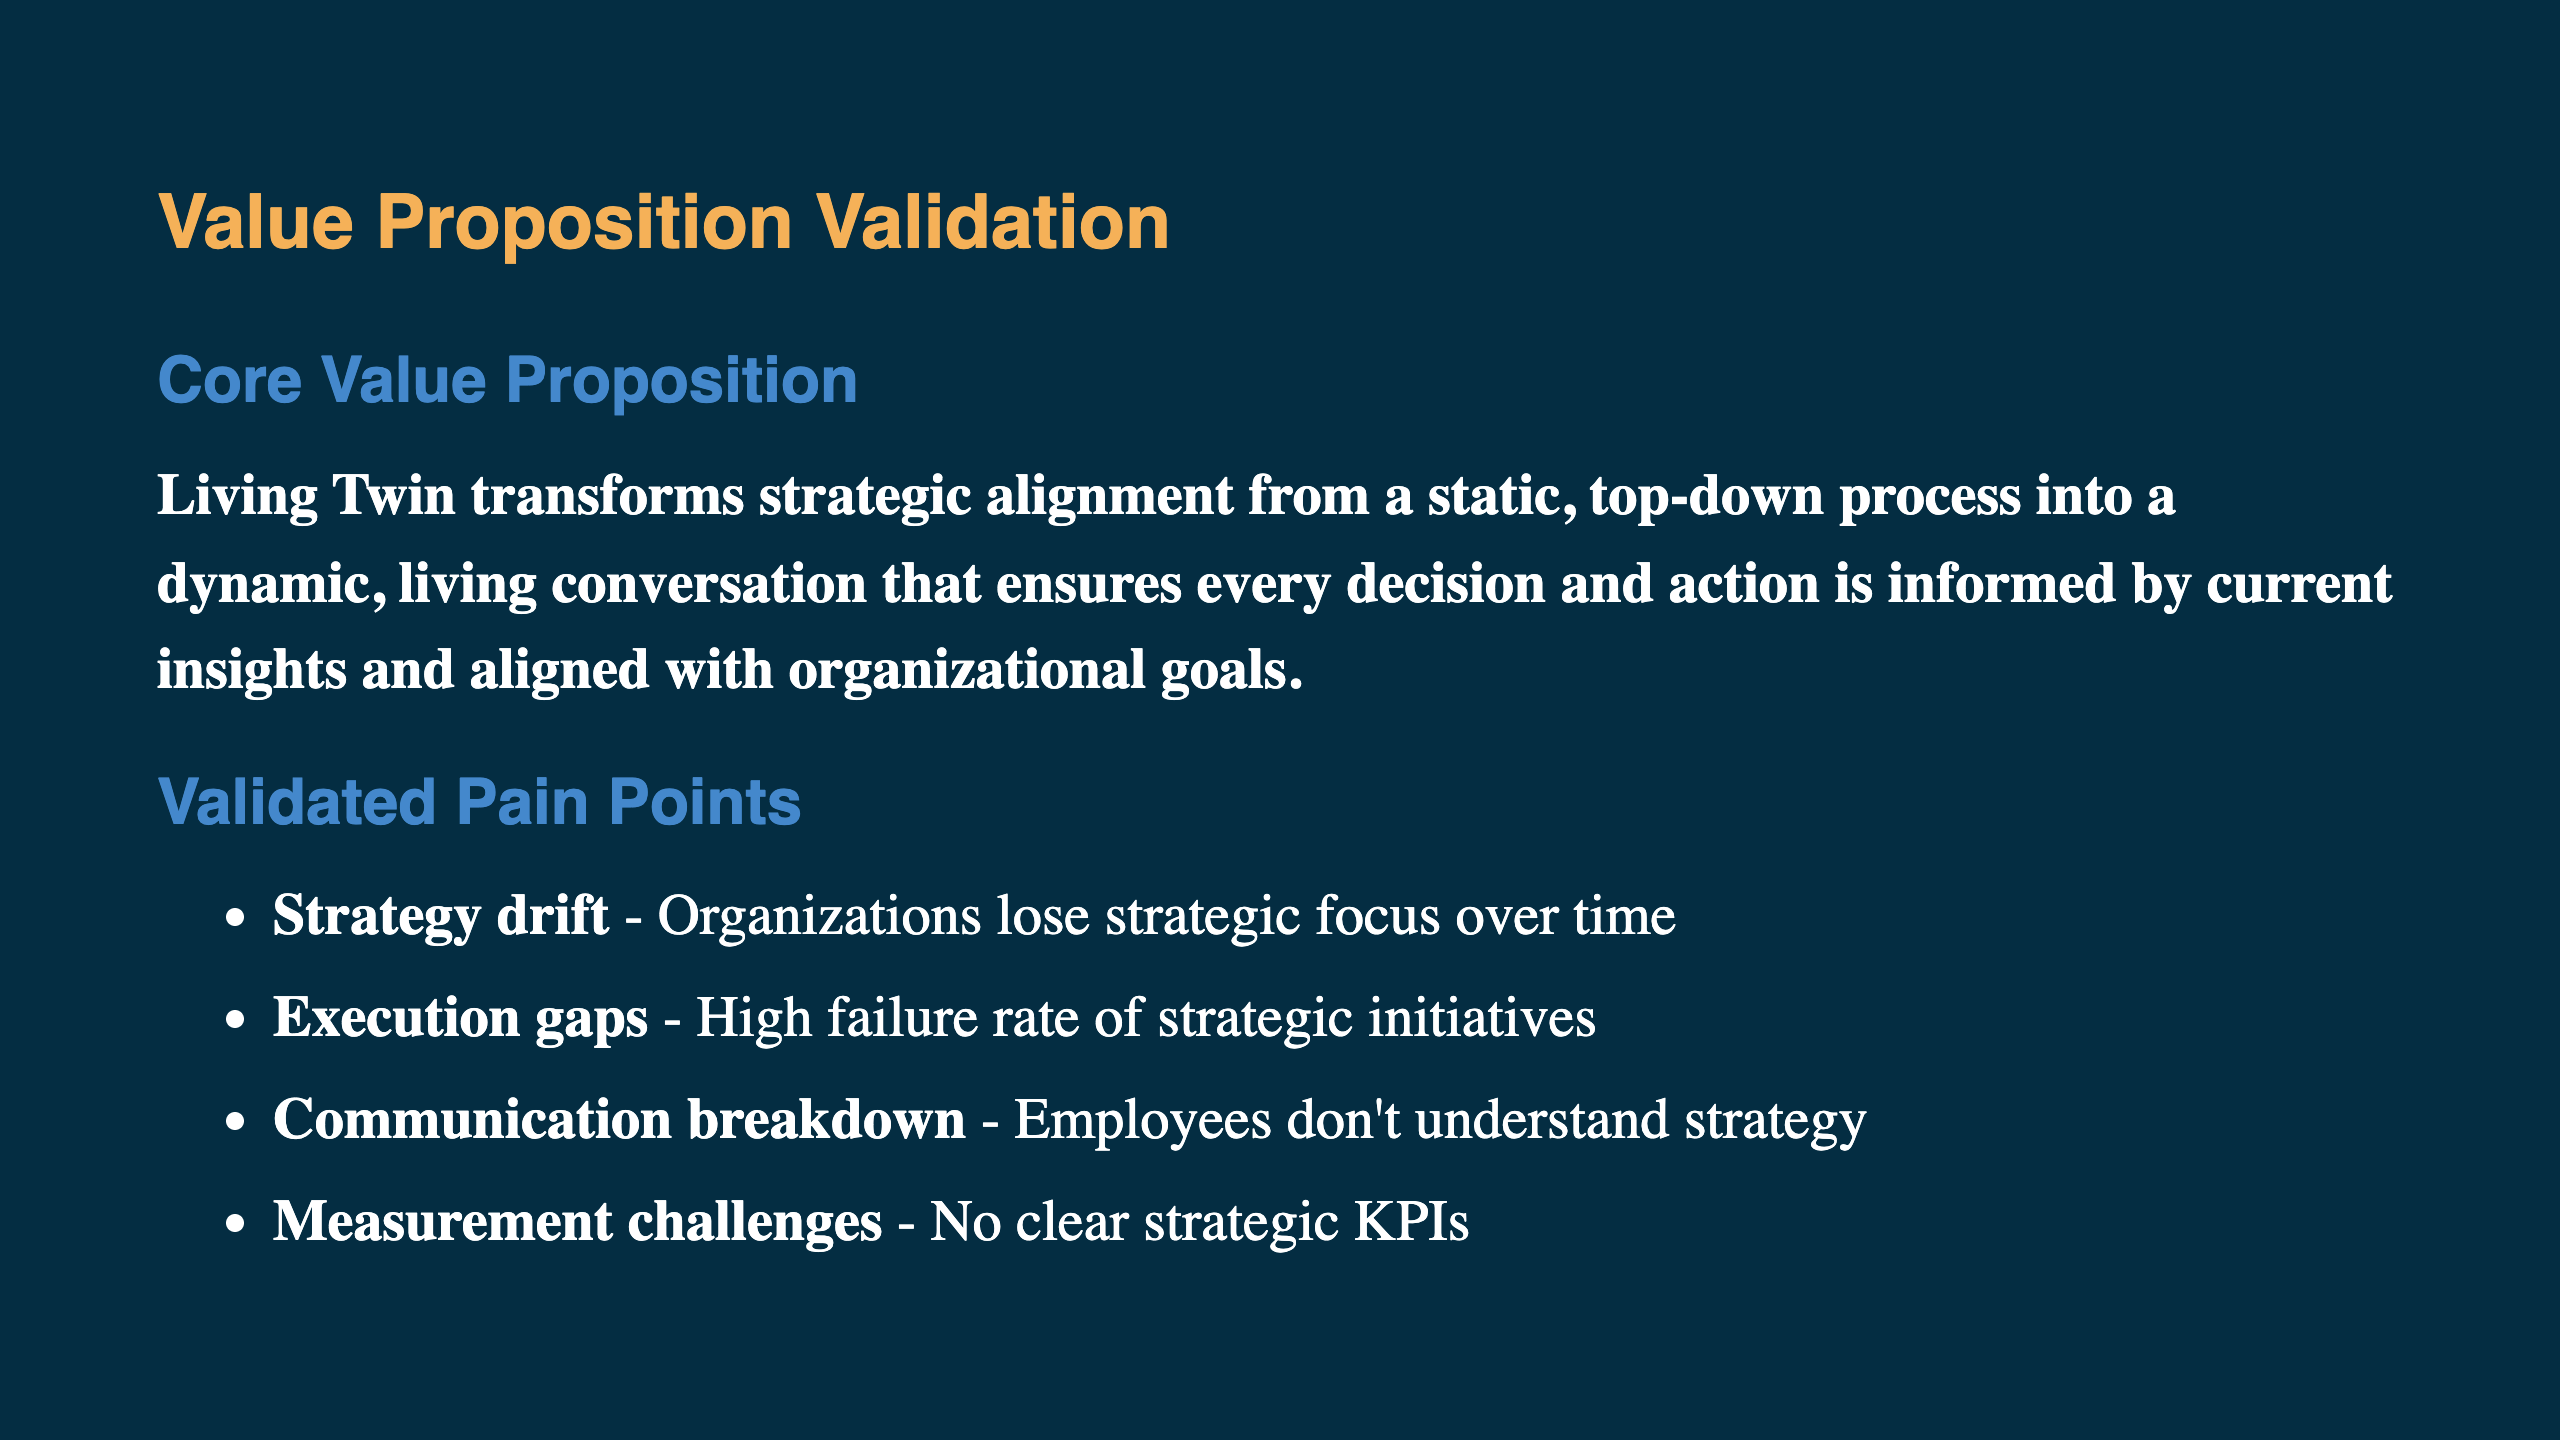 Value Proposition Validation
Core Value Proposition
Living Twin transforms strategic alignment from a static, top-down process into a
dynamic, living conversation that ensures every decision and action is informed by current
insights and aligned with organizational goals.
Validated Pain Points
• Strategy drift - Organizations lose strategic focus over time
• Execution gaps - High failure rate of strategic initiatives
• Communication breakdown - Employees don't understand strategy
• Measurement challenges - No clear strategic KPIs